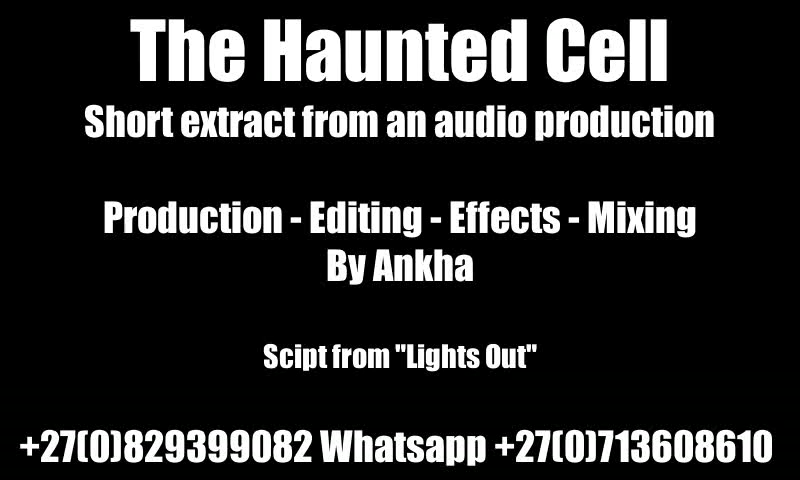 The Haunted Cell
Short extract from an audio production
Production - Editing - Effects - Mixing
By Ankha
Scipt from "Lights Out"
+27(0)829399082 Whatsapp +27(0)713608610